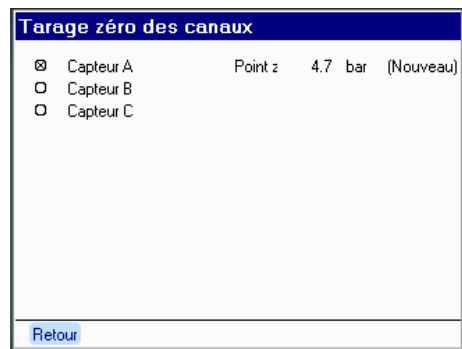 Tarage zéro des canaux
Capteur A Point z 4.7 bar (Nouveau)
Capteur B
Capteur C
Retour